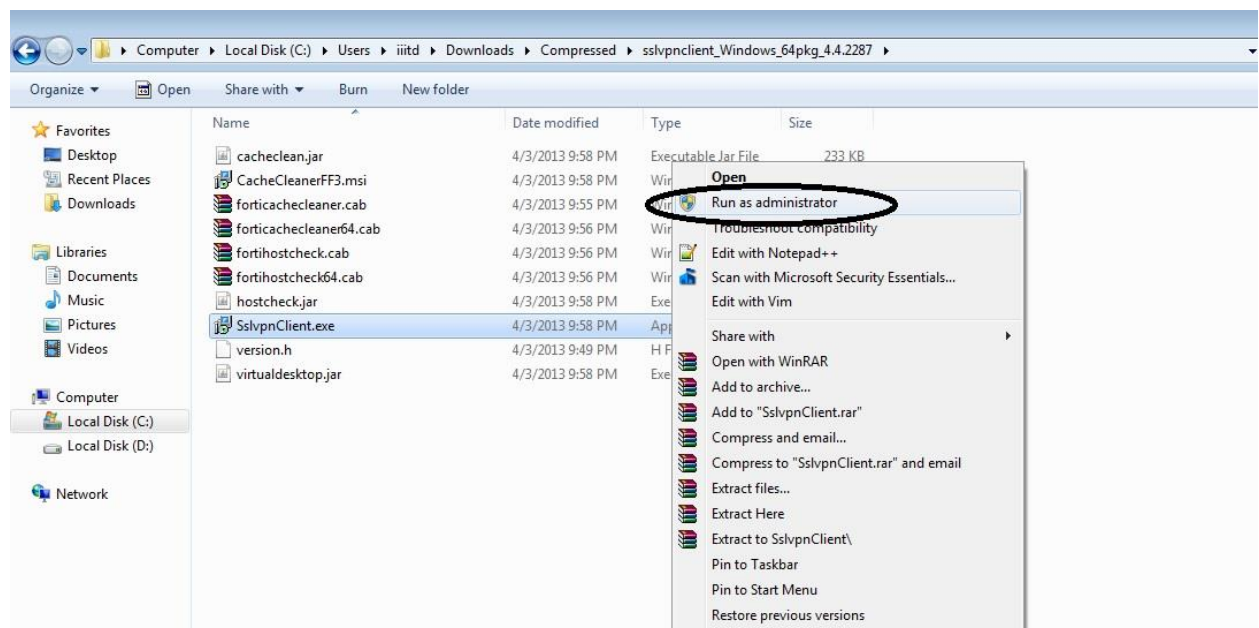 Computer ▸ Local Disk (C:) ▸ Users ▸ iiitd ▸ Downloads ▸ Compressed ▸ sslvpnclient_Windows_64pkg_4.4.2287 ▸
Organize Open Share with Burn New folder
Favorites
Desktop
Recent Places
Downloads
Libraries
Documents
Music
Pictures
Videos
Computer
Local Disk (C:)
Local Disk (D:)
Network
Name Date modified Type Size
cacheclean.jar 4/3/2013 9:58 PM Executable Jar File 233 KB
CacheCleanerFF3.msi 4/3/2013 9:58 PM Wir
forticachecleaner.cab 4/3/2013 9:55 PM Wir
forticachecleaner64.cab 4/3/2013 9:56 PM Wir
fortihostcheck.cab 4/3/2013 9:56 PM Wir
fortihostcheck64.cab 4/3/2013 9:56 PM Wir
hostcheck.jar 4/3/2013 9:58 PM Exe
SslvpnClient.exe 4/3/2013 9:58 PM App
version.h 4/3/2013 9:49 PM H F
virtualdesktop.jar 4/3/2013 9:58 PM Exe
Open
Run as administrator
Troubleshoot compatibility
Edit with Notepad++
Scan with Microsoft Security Essentials...
Edit with Vim
Share with
Open with WinRAR
Add to archive...
Add to "SslvpnClient.rar"
Compress and email...
Compress to "SslvpnClient.rar" and email
Extract files...
Extract Here
Extract to SslvpnClient\
Pin to Taskbar
Pin to Start Menu
Restore previous versions